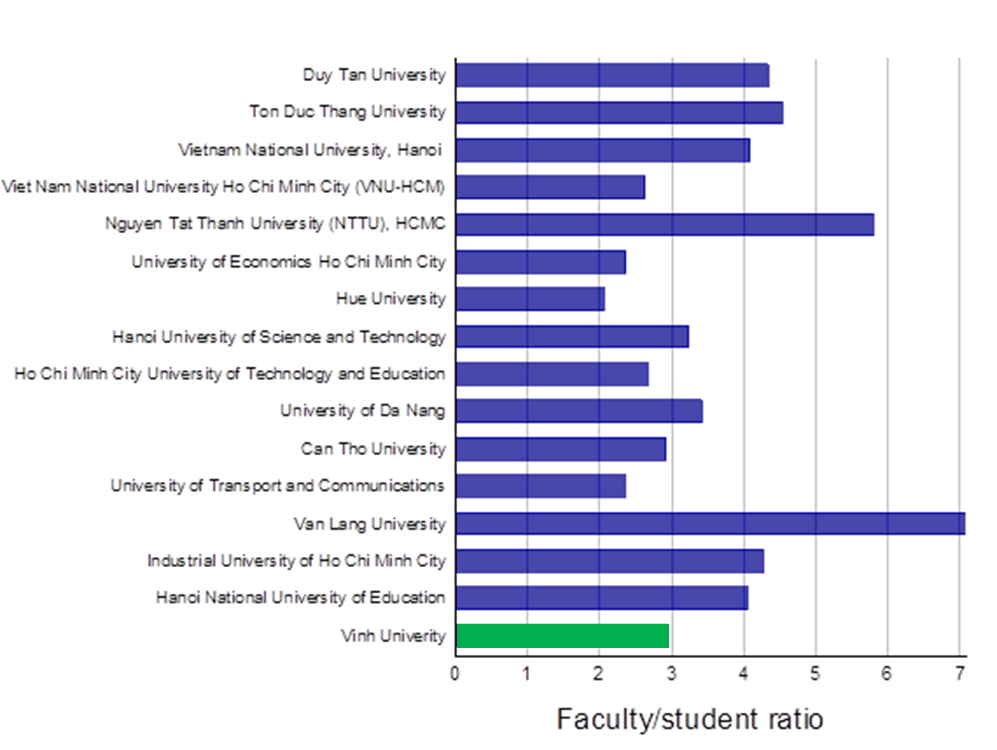 Duy Tan University
Ton Duc Thang University
Vietnam National University, Hanoi
Viet Nam National University Ho Chi Minh City (VNU-HCM)
Nguyen Tat Thanh University (NTTU), HCMC
University of Economics Ho Chi Minh City
Hue University
Hanoi University of Science and Technology
Ho Chi Minh City University of Technology and Education
University of Da Nang
Can Tho University
University of Transport and Communications
Van Lang University
Industrial University of Ho Chi Minh City
Hanoi National University of Education
Vinh Univerity
0 1 2 3 4 5 6 7
Faculty/student ratio